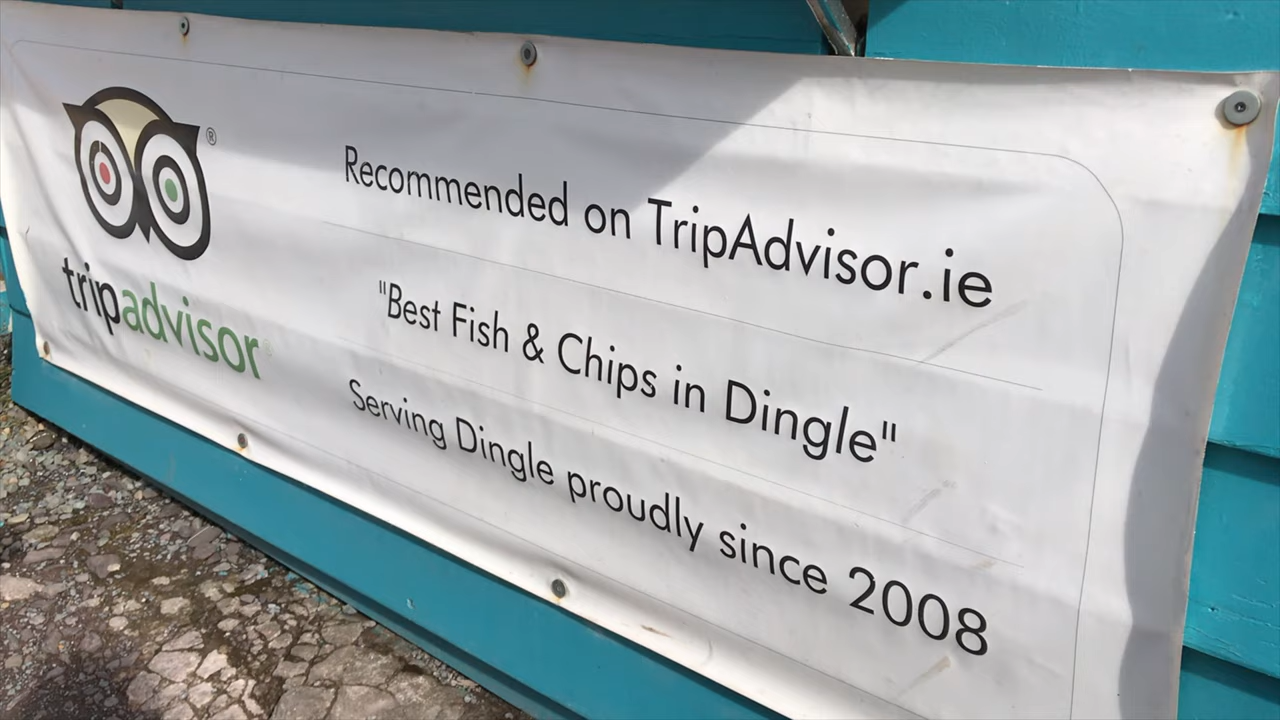 ®
tripadvisor
Recommended on TripAdvisor.ie
"Best Fish & Chips in Dingle"
Serving Dingle proudly since 2008